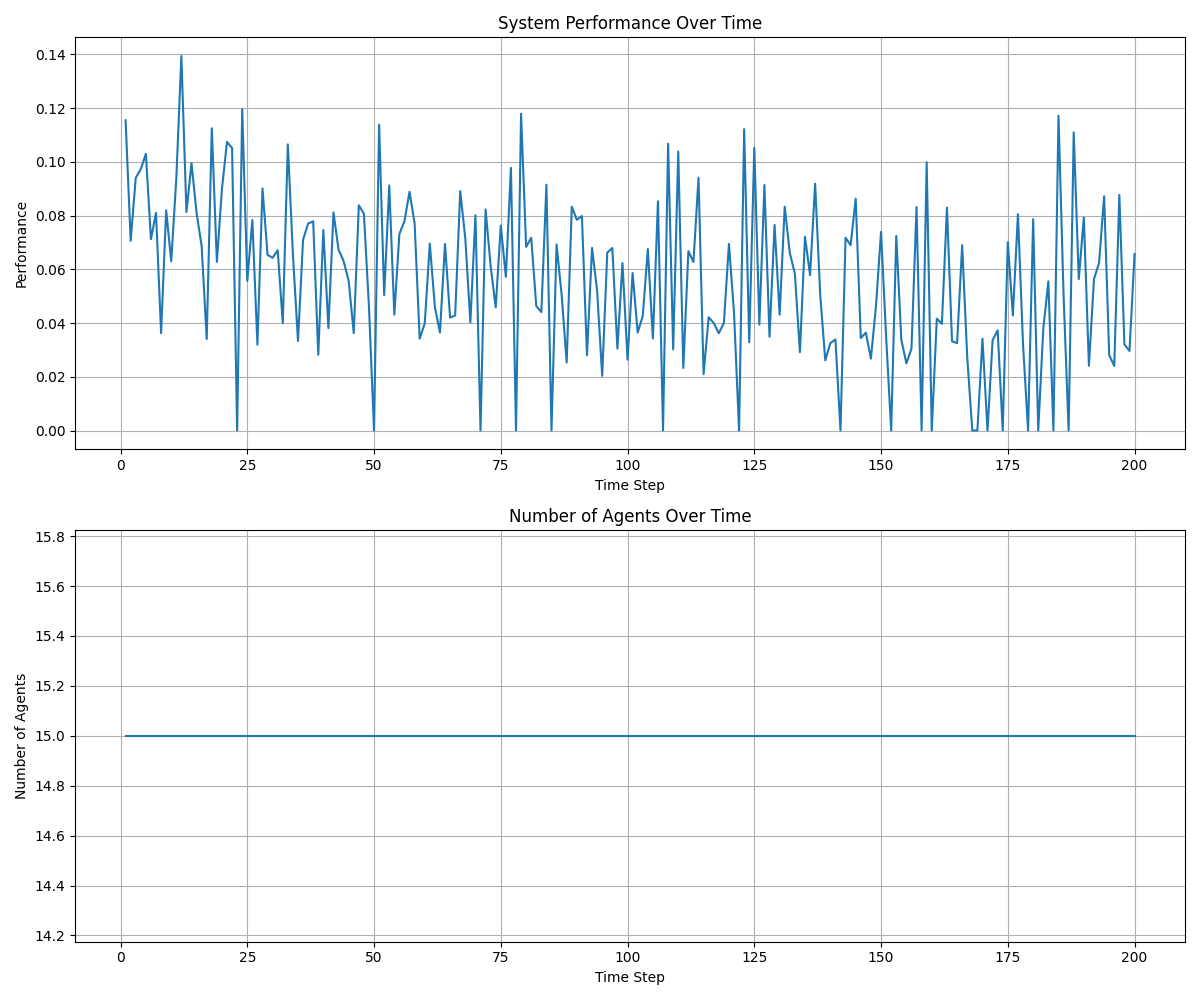 System Performance Over Time
0.14
0.12
0.10
0.08
0.06
0.04
0.02
0.00
Performance
0 25 50 75 100 125 150 175 200
Time Step
Number of Agents Over Time
15.8
15.6
15.4
15.2
15.0
14.8
14.6
14.4
14.2
Number of Agents
0 25 50 75 100 125 150 175 200
Time Step